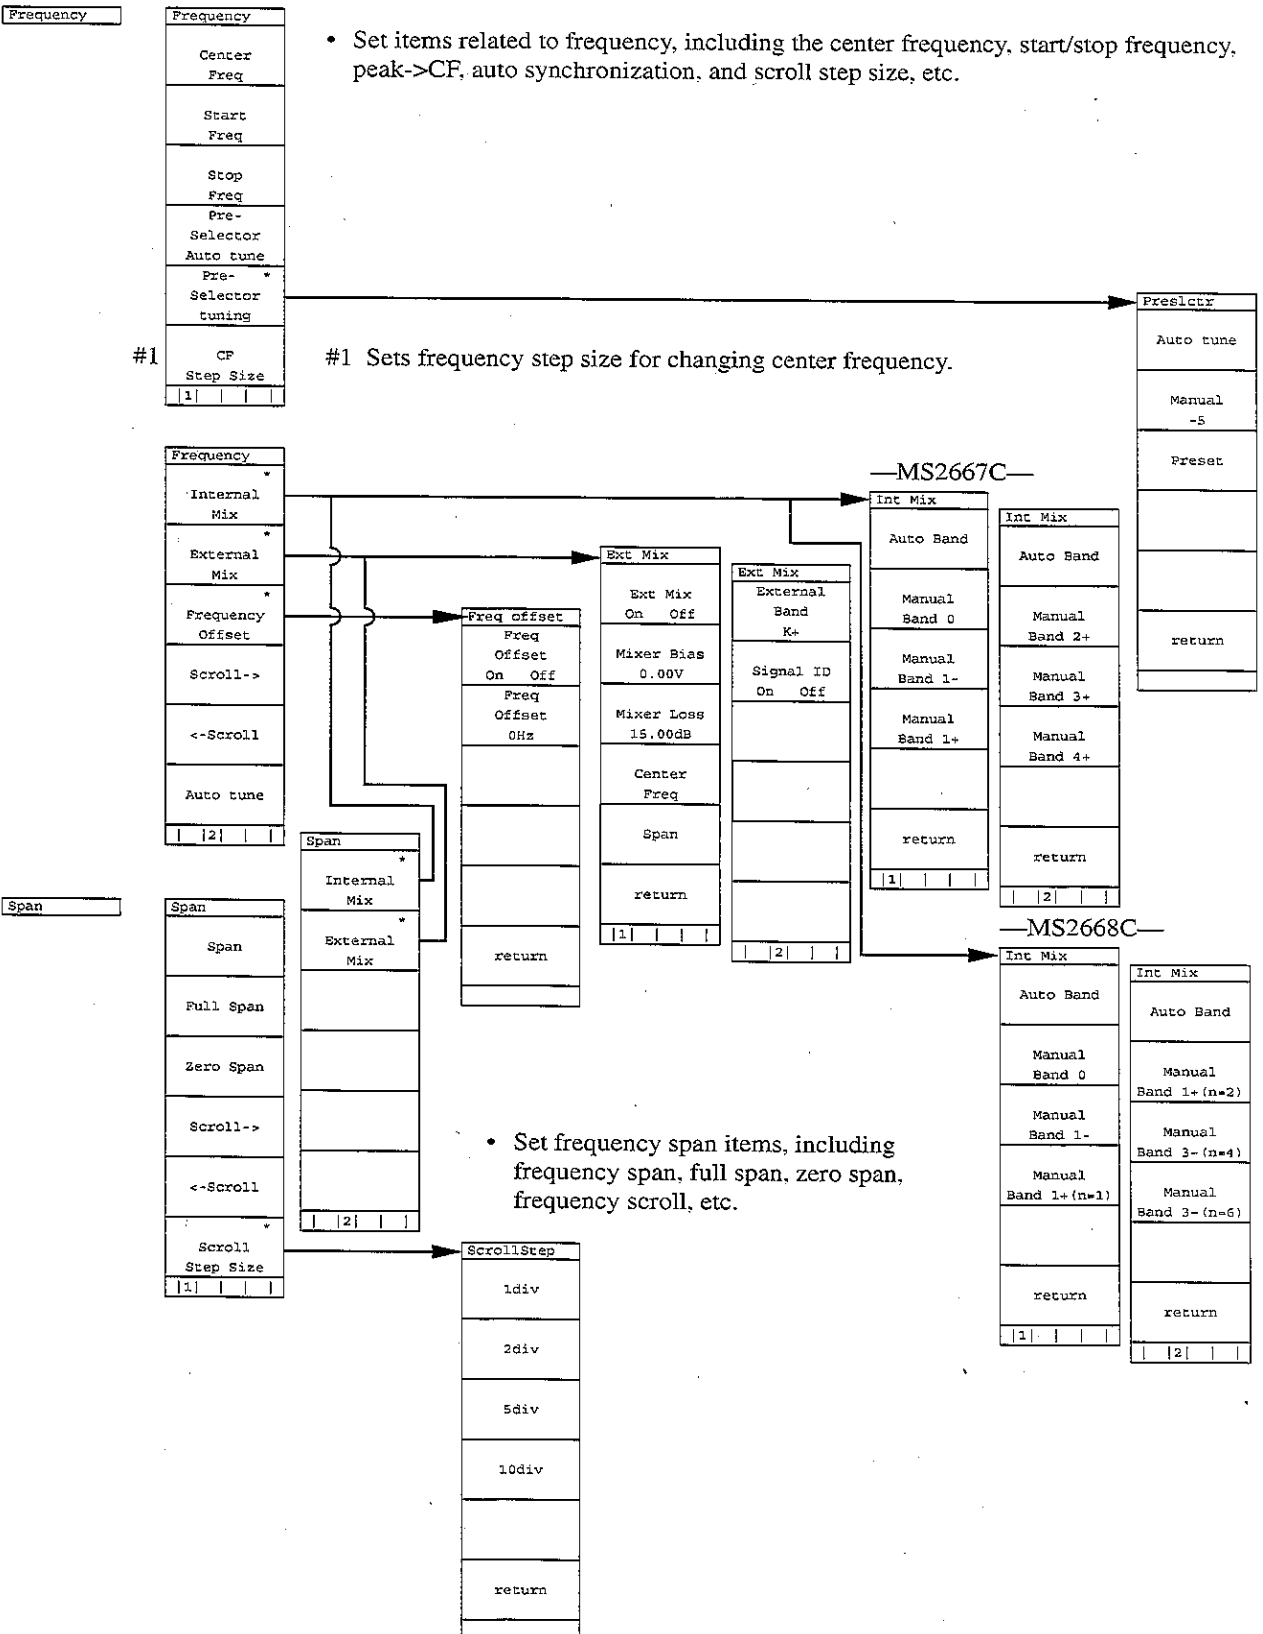 Frequency
Frequency
Center
Freq
Start
Freq
Stop
Freq
Pre-
Selector
Auto tune
Pre- *
Selector
tuning
#1
CF
Step Size
|1| | | |
• Set items related to frequency, including the center frequency, start/stop frequency,
peak->CF, auto synchronization, and scroll step size, etc.
#1 Sets frequency step size for changing center frequency.
Preslctr
Auto tune
Manual
-5
Preset
return
Frequency
*
Internal
Mix
*
External
Mix
*
Frequency
Offset
Scroll->
<-Scroll
Auto tune
| |2| | |
Freq offset
Freq
Offset
On Off
Freq
Offset
0Hz
return
Ext Mix
Ext Mix
On Off
Mixer Bias
0.00V
Mixer Loss
15.00dB
Center
Freq
Span
return
|1| | | |
Ext Mix
External
Band
K+
Signal ID
On Off
| |2| | |
—MS2667C—
Int Mix
Auto Band
Manual
Band 0
Manual
Band 1-
Manual
Band 1+
return
|1| | | |
Int Mix
Auto Band
Manual
Band 2+
Manual
Band 3+
Manual
Band 4+
return
| |2| | |
Span
Span
Span
Full Span
Zero Span
Scroll->
<-Scroll
*
Scroll
Step Size
|1| | | |
Span
*
Internal
Mix
*
External
Mix
| |2| | |
• Set frequency span items, including
frequency span, full span, zero span,
frequency scroll, etc.
—MS2668C—
Int Mix
Auto Band
Manual
Band 0
Manual
Band 1-
Manual
Band 1+(n=1)
return
|1| | | |
Int Mix
Auto Band
Manual
Band 1+(n=2)
Manual
Band 3-(n=4)
Manual
Band 3-(n=6)
return
| |2| | |
ScrollStep
1div
2div
5div
10div
return